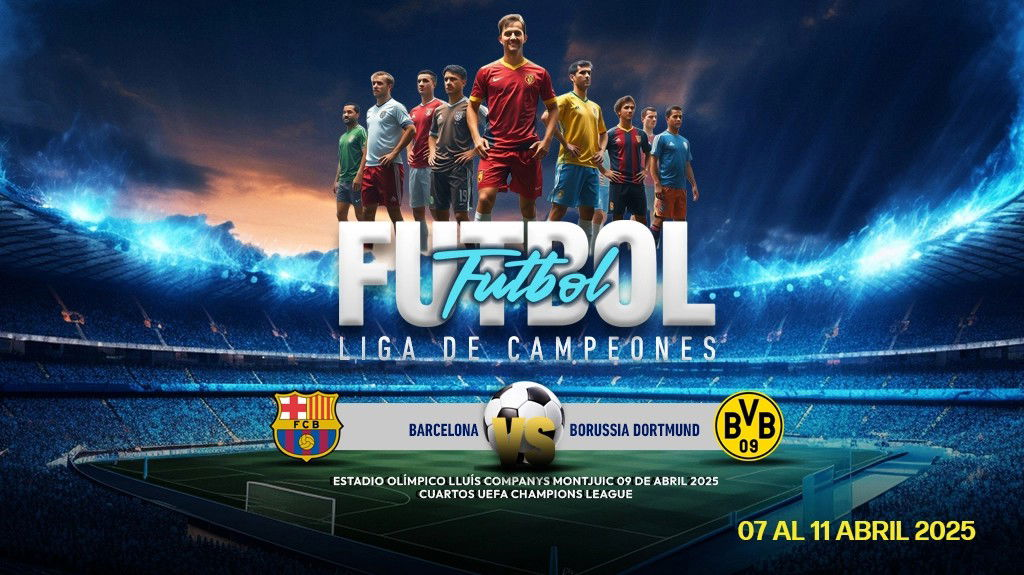 FUTBOL
Futbol
LIGA DE CAMPEONES
FCB
BARCELONA
VS
BORUSSIA DORTMUND
BVB
09
ESTADIO OLÍMPICO LLUÍS COMPANYS MONTJUIC 09 DE ABRIL 2025
CUARTOS UEFA CHAMPIONS LEAGUE
07 AL 11 ABRIL 2025
19